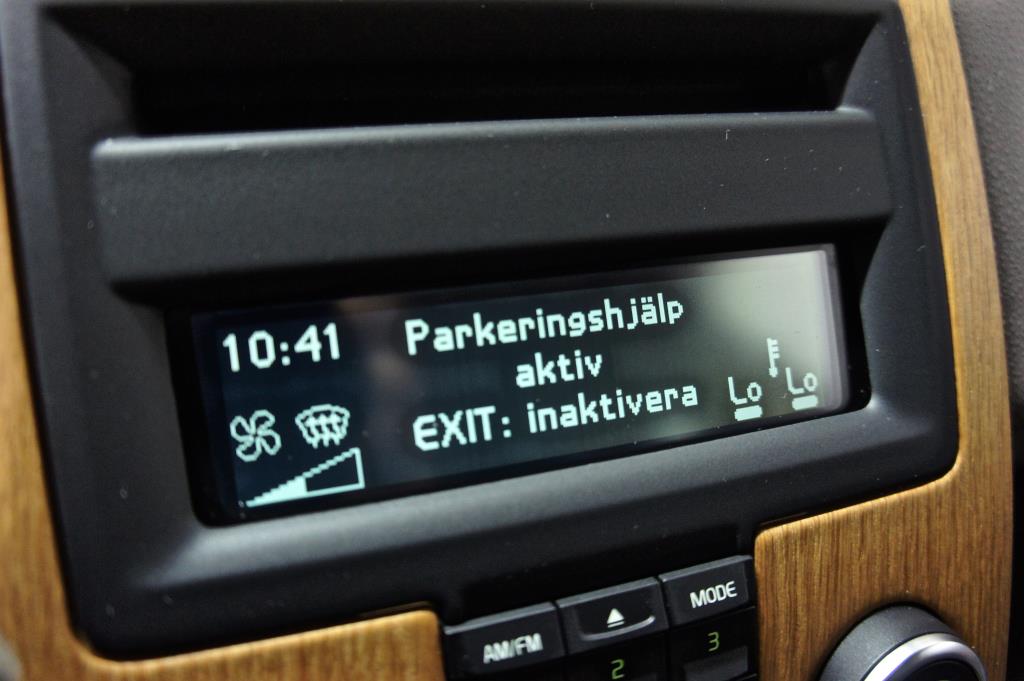 10:41
Parkeringshjälp
aktiv
EXIT: inaktivera
Lo Lo
AM/FM
MODE
2
3